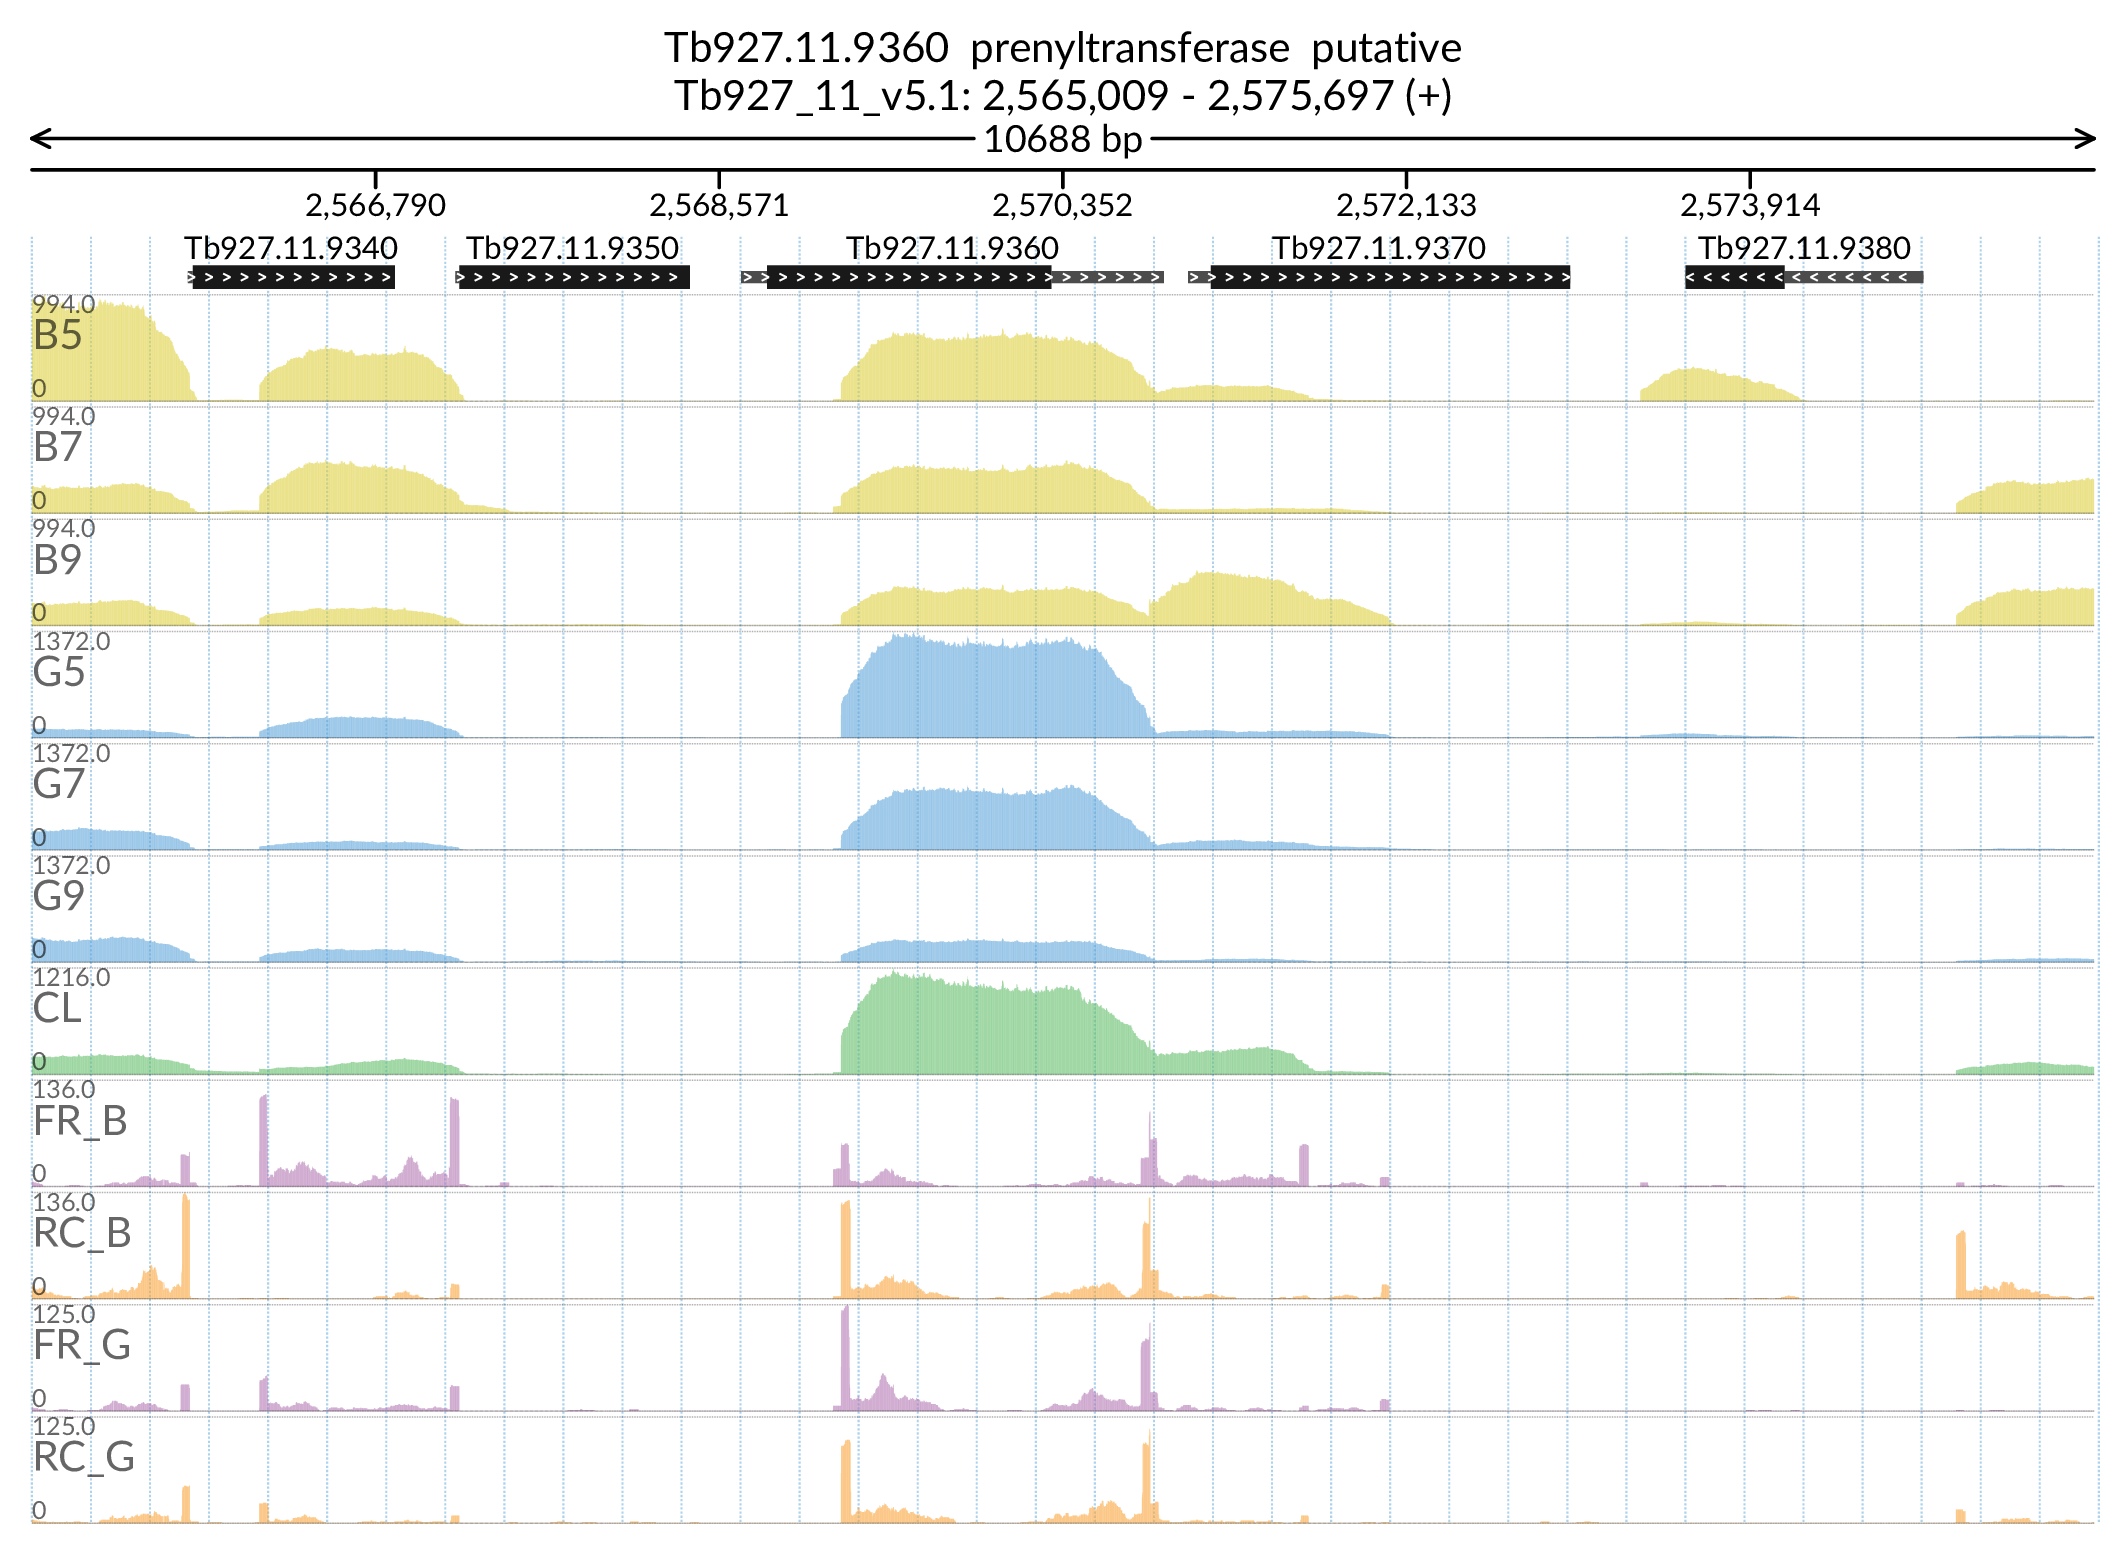 Tb927.11.9360 prenyltransferase putative
Tb927_11_v5.1: 2,565,009 - 2,575,697 (+)
10688 bp
2,566,790 2,568,571 2,570,352 2,572,133 2,573,914
Tb927.11.9340 Tb927.11.9350 Tb927.11.9360 Tb927.11.9370 Tb927.11.9380
994.0
B5
0
994.0
B7
0
994.0
B9
0
1372.0
G5
0
1372.0
G7
0
1372.0
G9
0
1216.0
CL
0
136.0
FR_B
0
136.0
RC_B
0
125.0
FR_G
0
125.0
RC_G
0